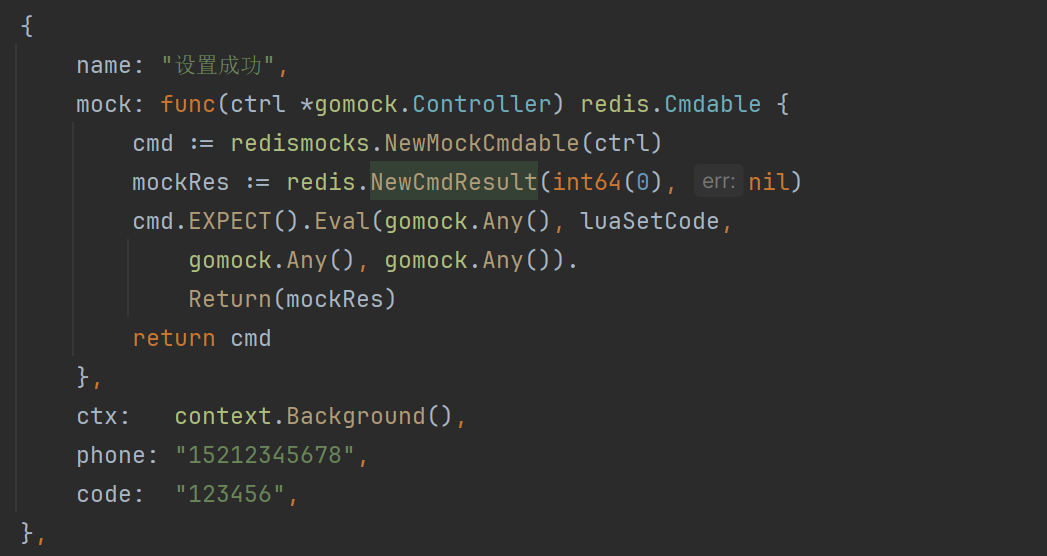 {
    name: "设置成功",
    mock: func(ctrl *gomock.Controller) redis.Cmdable {
        cmd := redismocks.NewMockCmdable(ctrl)
        mockRes := redis.NewCmdResult(int64(0), err: nil)
        cmd.EXPECT().Eval(gomock.Any(), luaSetCode,
            gomock.Any(), gomock.Any()).
            Return(mockRes)
        return cmd
    },
    ctx:   context.Background(),
    phone: "15212345678",
    code:  "123456",
},